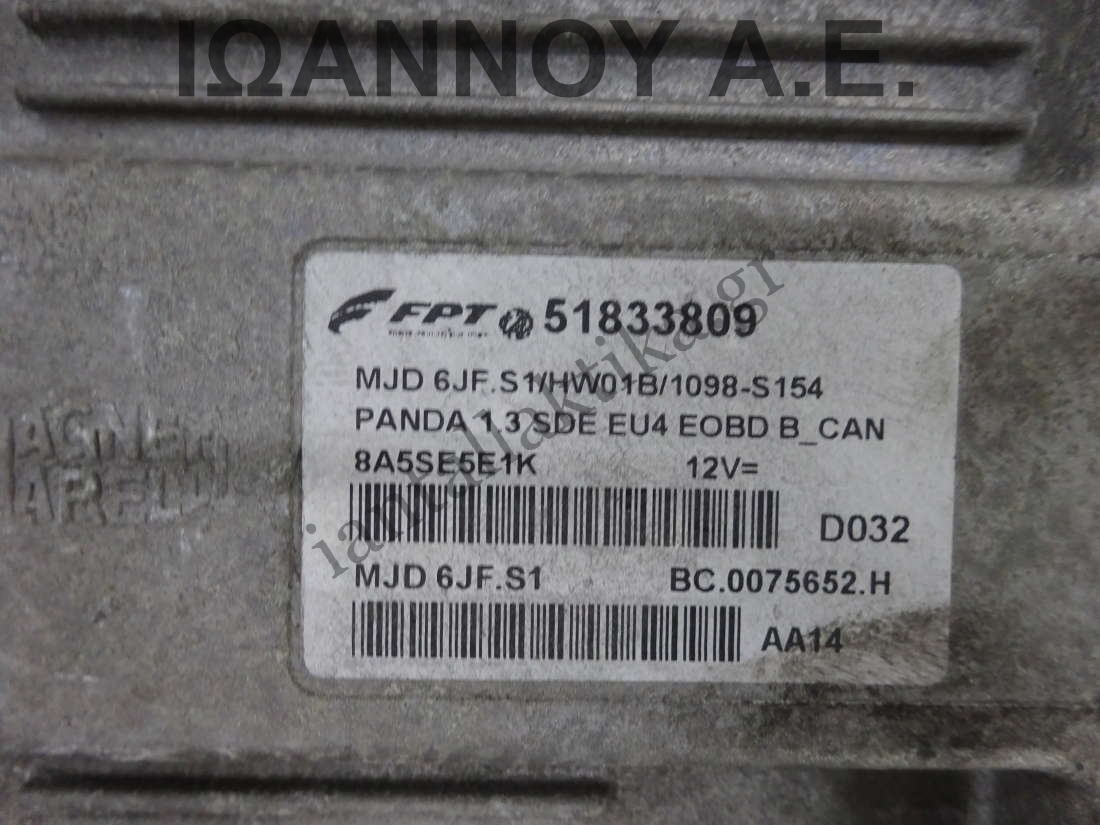 ΙΩΑΝΝΟΥ Α.Ε.
FPT 51833809
MJD 6JF.S1/HW01B/1098-S154
PANDA 1.3 SDE EU4 EOBD B_CAN
8A5SE5E1K 12V=
D032
MJD 6JF.S1 BC.0075652.H
AA14